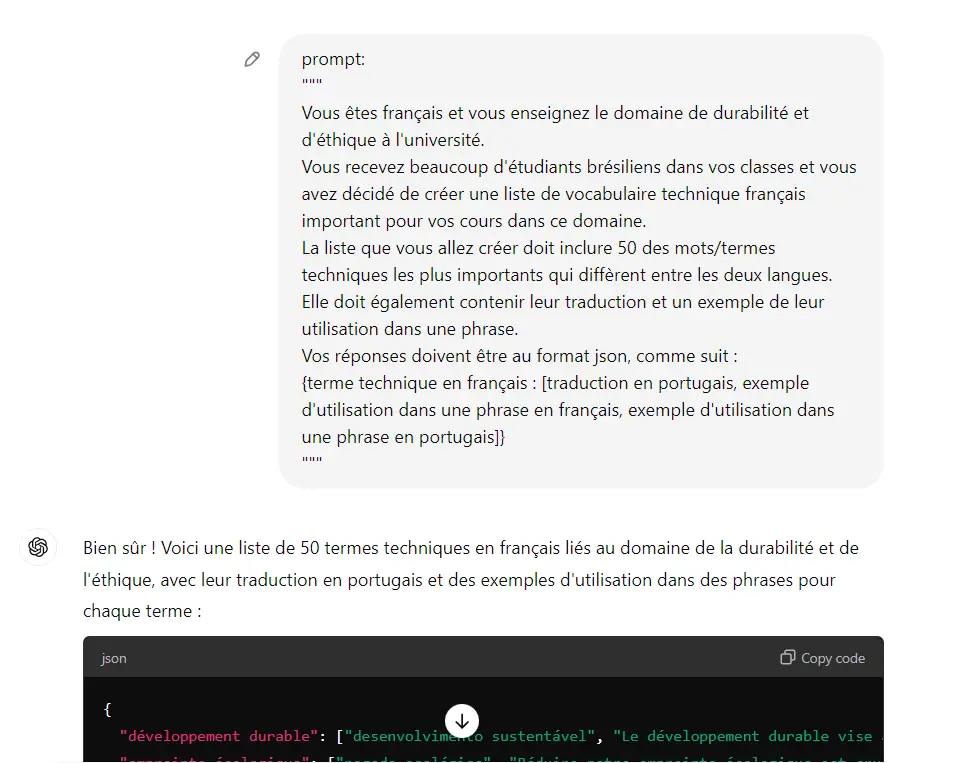 prompt:
"""
Vous êtes français et vous enseignez le domaine de durabilité et
d'éthique à l'université.
Vous recevez beaucoup d'étudiants brésiliens dans vos classes et vous
avez décidé de créer une liste de vocabulaire technique français
important pour vos cours dans ce domaine.
La liste que vous allez créer doit inclure 50 des mots/termes
techniques les plus importants qui diffèrent entre les deux langues.
Elle doit également contenir leur traduction et un exemple de leur
utilisation dans une phrase.
Vos réponses doivent être au format json, comme suit :
{terme technique en français : [traduction en portugais, exemple
d'utilisation dans une phrase en français, exemple d'utilisation dans
une phrase en portugais]}
"""
Bien sûr ! Voici une liste de 50 termes techniques en français liés au domaine de la durabilité et de
l'éthique, avec leur traduction en portugais et des exemples d'utilisation dans des phrases pour
chaque terme :
json Copy code
{
"développement durable": ["desenvolvimento sustentável", "Le développement durable vise